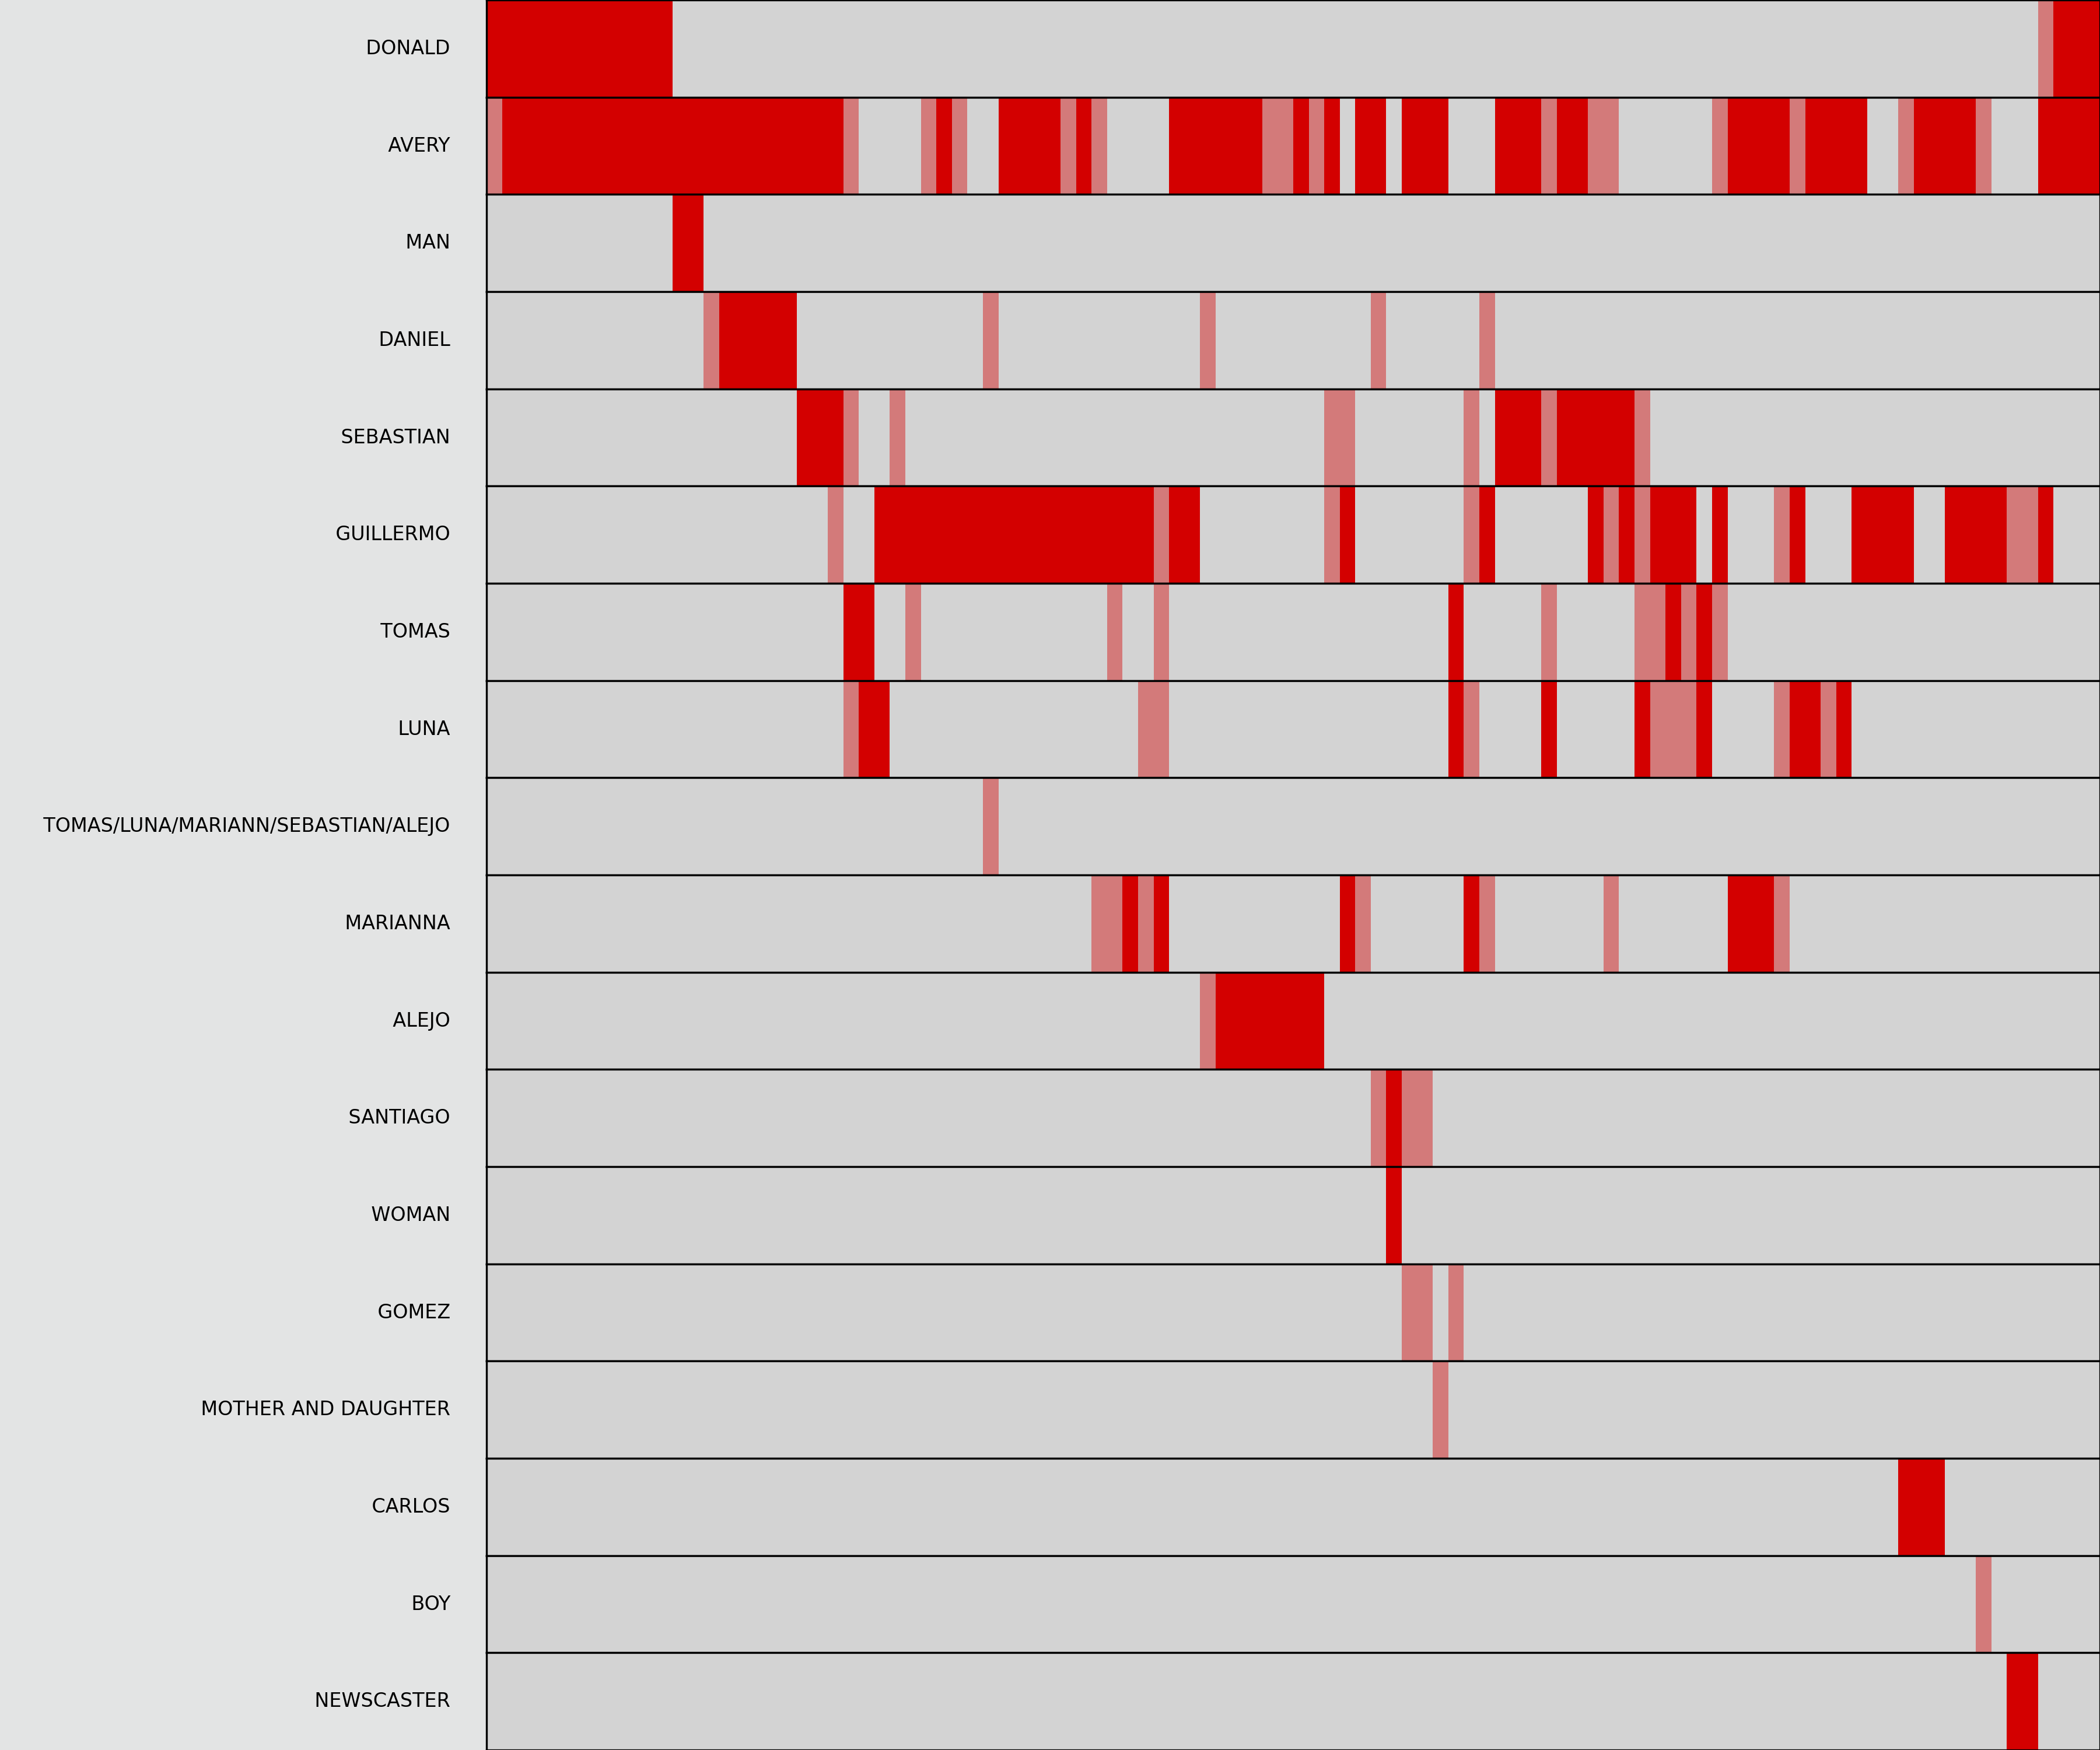 DONALD
AVERY
MAN
DANIEL
SEBASTIAN
GUILLERMO
TOMAS
LUNA
TOMAS/LUNA/MARIANN/SEBASTIAN/ALEJO
MARIANNA
ALEJO
SANTIAGO
WOMAN
GOMEZ
MOTHER AND DAUGHTER
CARLOS
BOY
NEWSCASTER